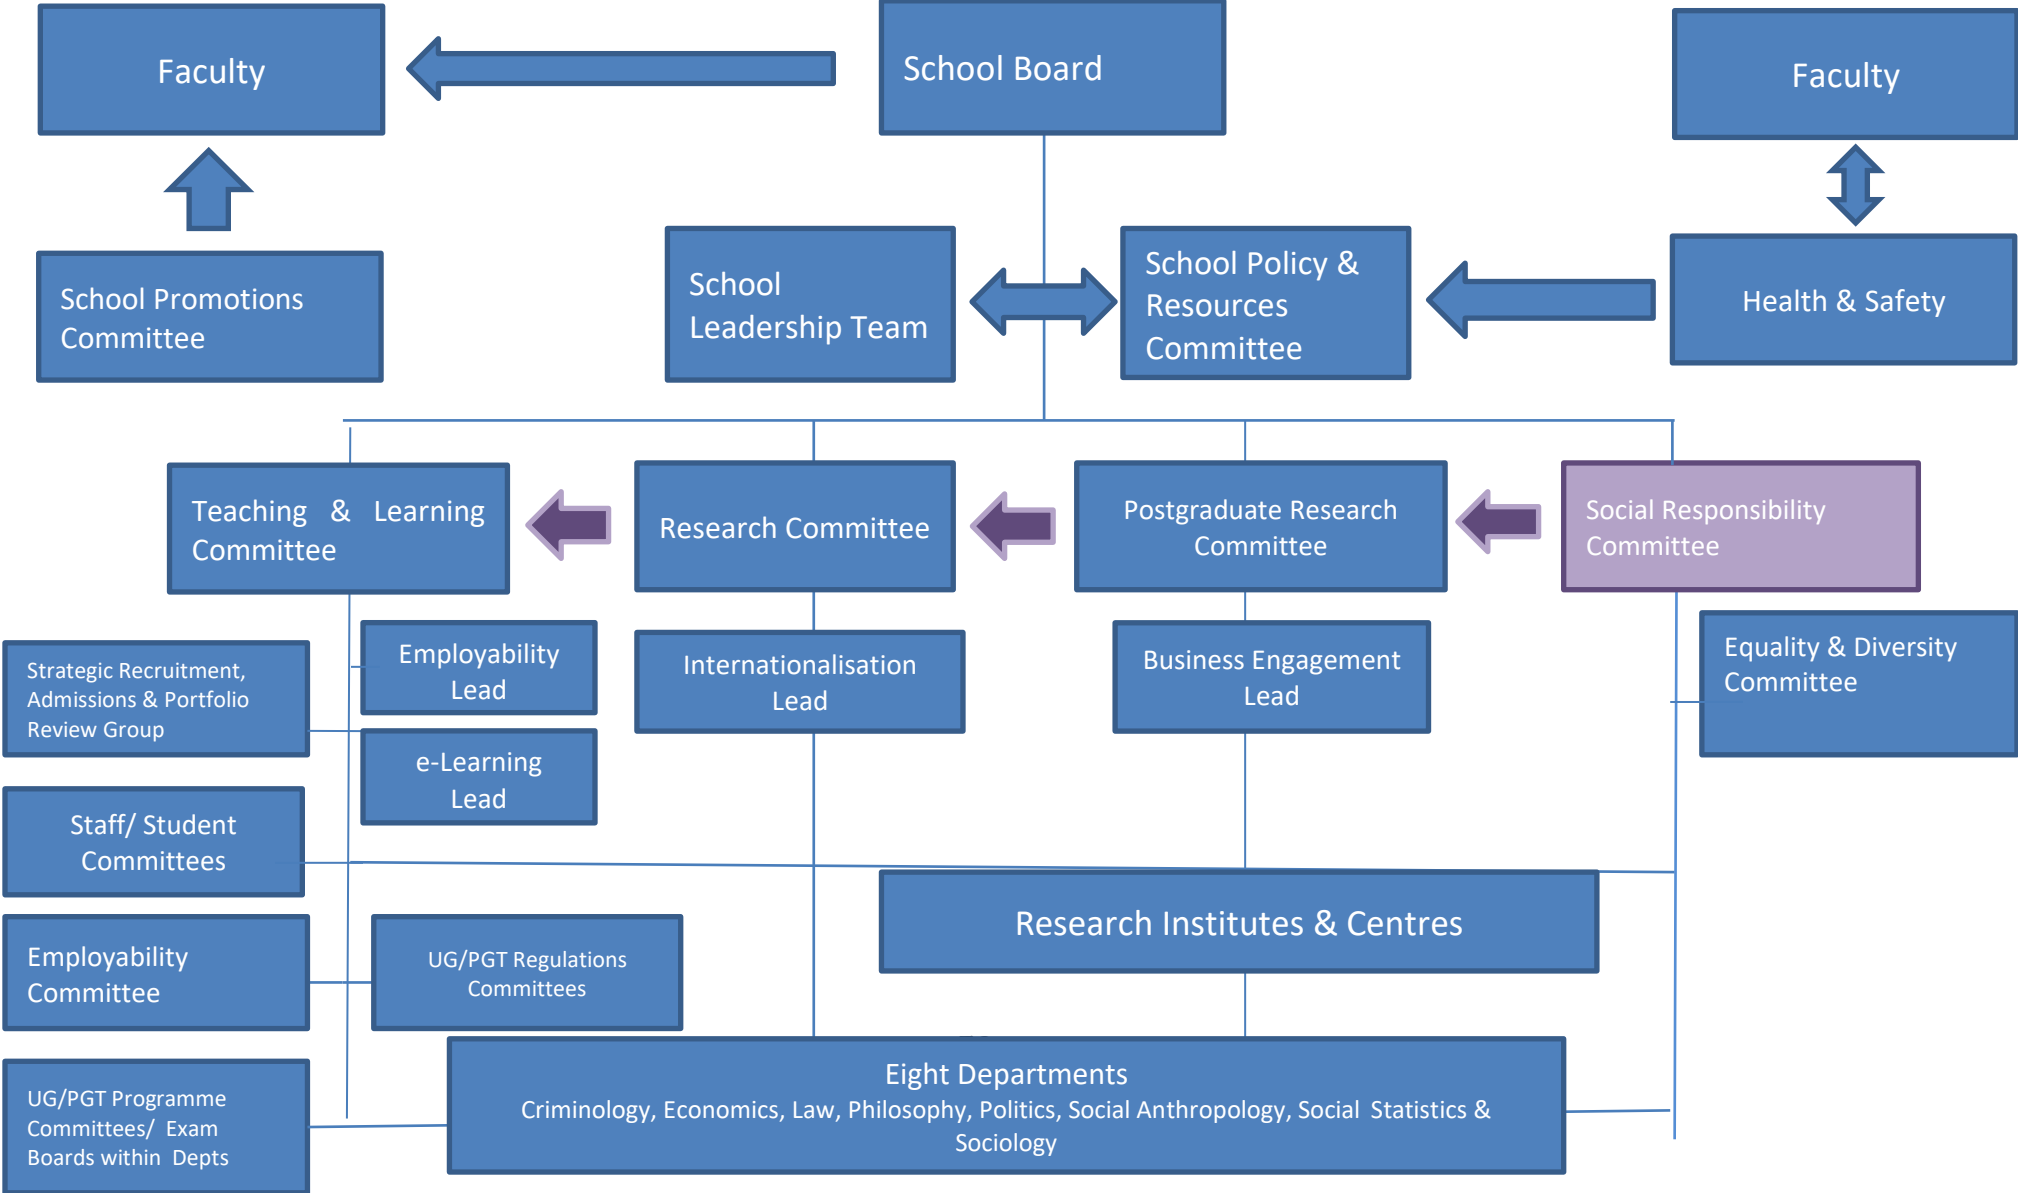 Faculty
School Board
Faculty
School Promotions
Committee
School
Leadership Team
School Policy &
Resources
Committee
Health & Safety
Teaching & Learning
Committee
Research Committee
Postgraduate Research
Committee
Social Responsibility
Committee
Strategic Recruitment,
Admissions & Portfolio
Review Group
Employability
Lead
Internationalisation
Lead
Business Engagement
Lead
Equality & Diversity
Committee
e-Learning
Lead
Staff/ Student
Committees
Research Institutes & Centres
Employability
Committee
UG/PGT Regulations
Committees
Eight Departments
Criminology, Economics, Law, Philosophy, Politics, Social Anthropology, Social Statistics &
Sociology
UG/PGT Programme
Committees/ Exam
Boards within Depts